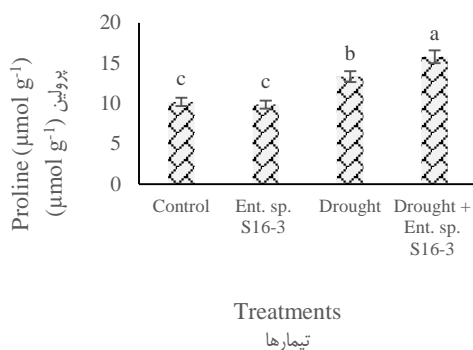 Proline (µmol g⁻¹)
پرولین (µmol g⁻¹)
20
15
10
5
0
c
c
b
a
Control
Ent. sp.
S16-3
Drought
Drought +
Ent. sp.
S16-3
Treatments
تیمارها